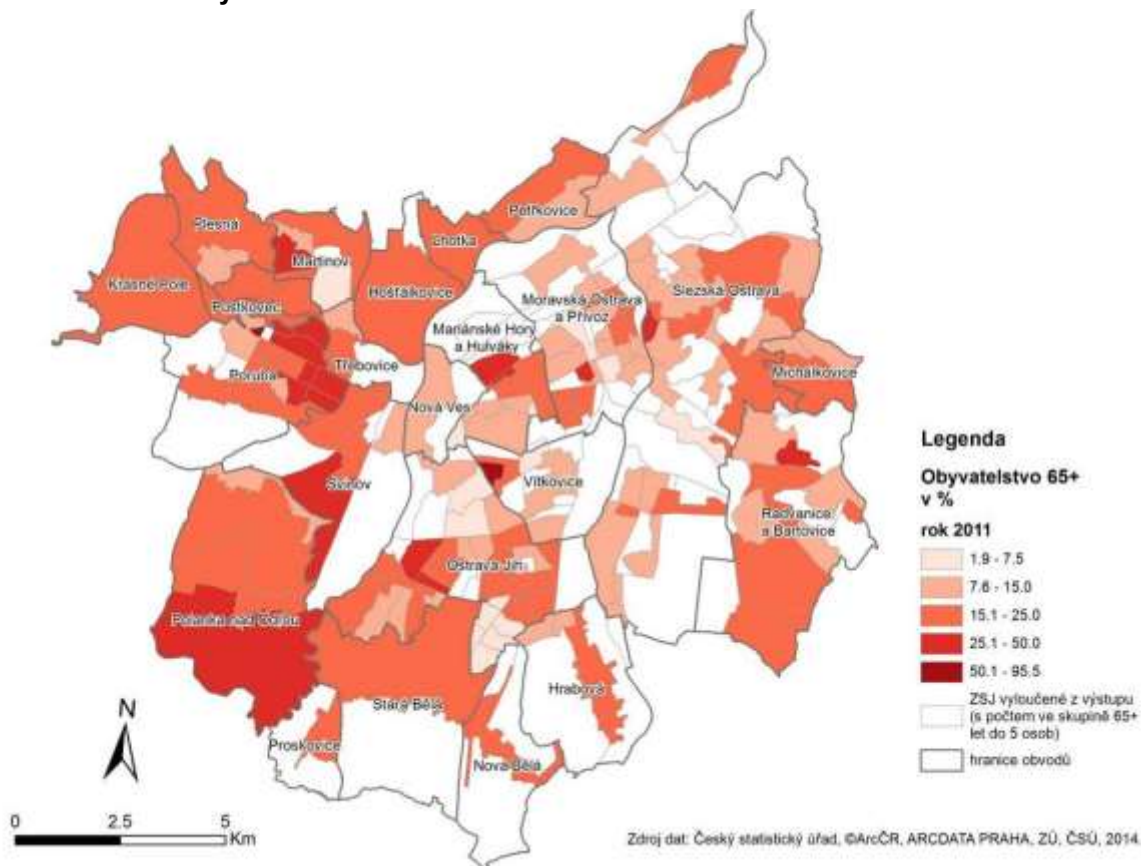 Petřkovice
Plesná
Chotka
Martinov
Krásné Pole
Hošťálkovice
Slezská Ostrava
Pustkovec
Moravská Ostrava
a Přívoz
Mariánské Hory
a Hulváky
Třebovice
Poruba
Michálkovice
Nová Ves
Svinov
Vítkovice
Radvanice
a Bartovice
Ostrava Jih
Polanka nad Odrou
Hrabová
Stará Bělá
Proskovice
Nová Bělá
Legenda
Obyvatelstvo 65+
v %
rok 2011
1.9 - 7.5
7.6 - 15.0
15.1 - 25.0
25.1 - 50.0
50.1 - 95.5
ZSJ vyloučené z výstupu
(s počtem ve skupině 65+
let do 5 osob)
hranice obvodů
N
0 2.5 5
Km
Zdroj dat: Český statistický úřad, ©ArcČR, ARCDATA PRAHA, ZÚ, ČSÚ, 2014